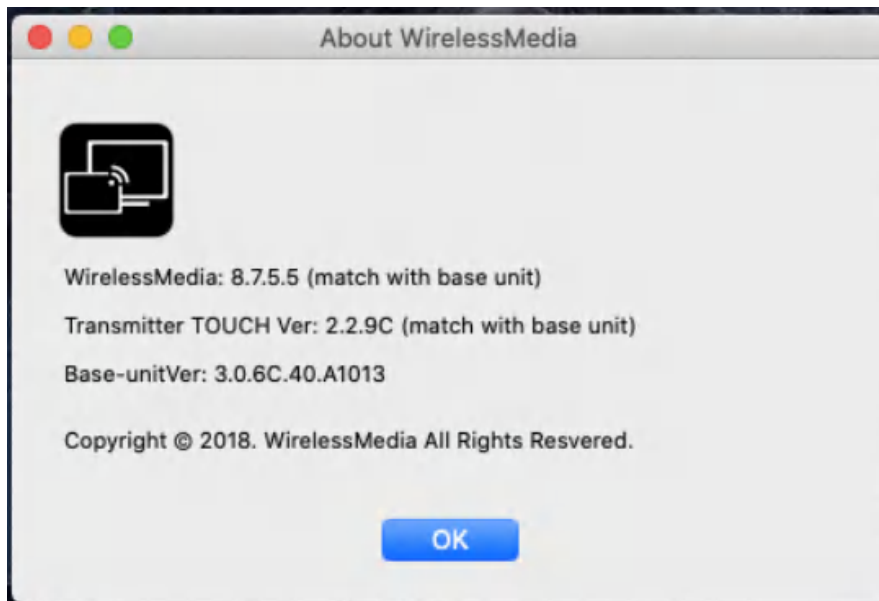 About WirelessMedia
WirelessMedia: 8.7.5.5 (match with base unit)
Transmitter TOUCH Ver: 2.2.9C (match with base unit)
Base-unitVer: 3.0.6C.40.A1013
Copyright © 2018. WirelessMedia All Rights Resvered.
OK